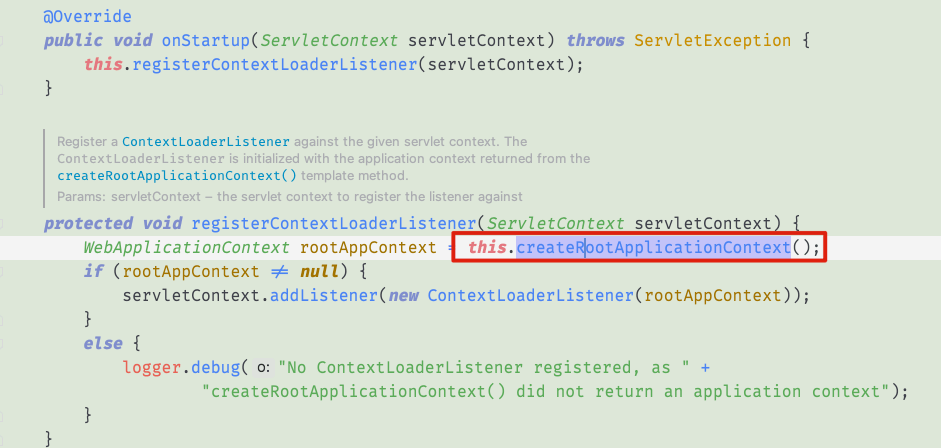 @Override
public void onStartup(ServletContext servletContext) throws ServletException {
this.registerContextLoaderListener(servletContext);
}
Register a ContextLoaderListener against the given servlet context. The
ContextLoaderListener is initialized with the application context returned from the
createRootApplicationContext() template method.
Params: servletContext – the servlet context to register the listener against
protected void registerContextLoaderListener(ServletContext servletContext) {
WebApplicationContext rootAppContext = this.createRootApplicationContext();
if (rootAppContext ≠ null) {
servletContext.addListener(new ContextLoaderListener(rootAppContext));
}
else {
logger.debug( o: "No ContextLoaderListener registered, as " +
"createRootApplicationContext() did not return an application context");
}
}